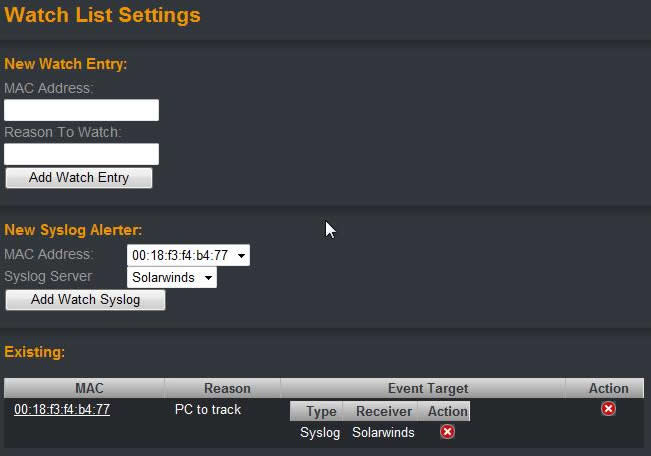 Watch List Settings
New Watch Entry:
MAC Address:
Reason To Watch:
Add Watch Entry
New Syslog Alerter:
MAC Address: 00:18:f3:f4:b4:77
Syslog Server Solarwinds
Add Watch Syslog
Existing:
MAC Reason Event Target Action
00:18:f3:f4:b4:77 PC to track Type Receiver Action
Syslog Solarwinds